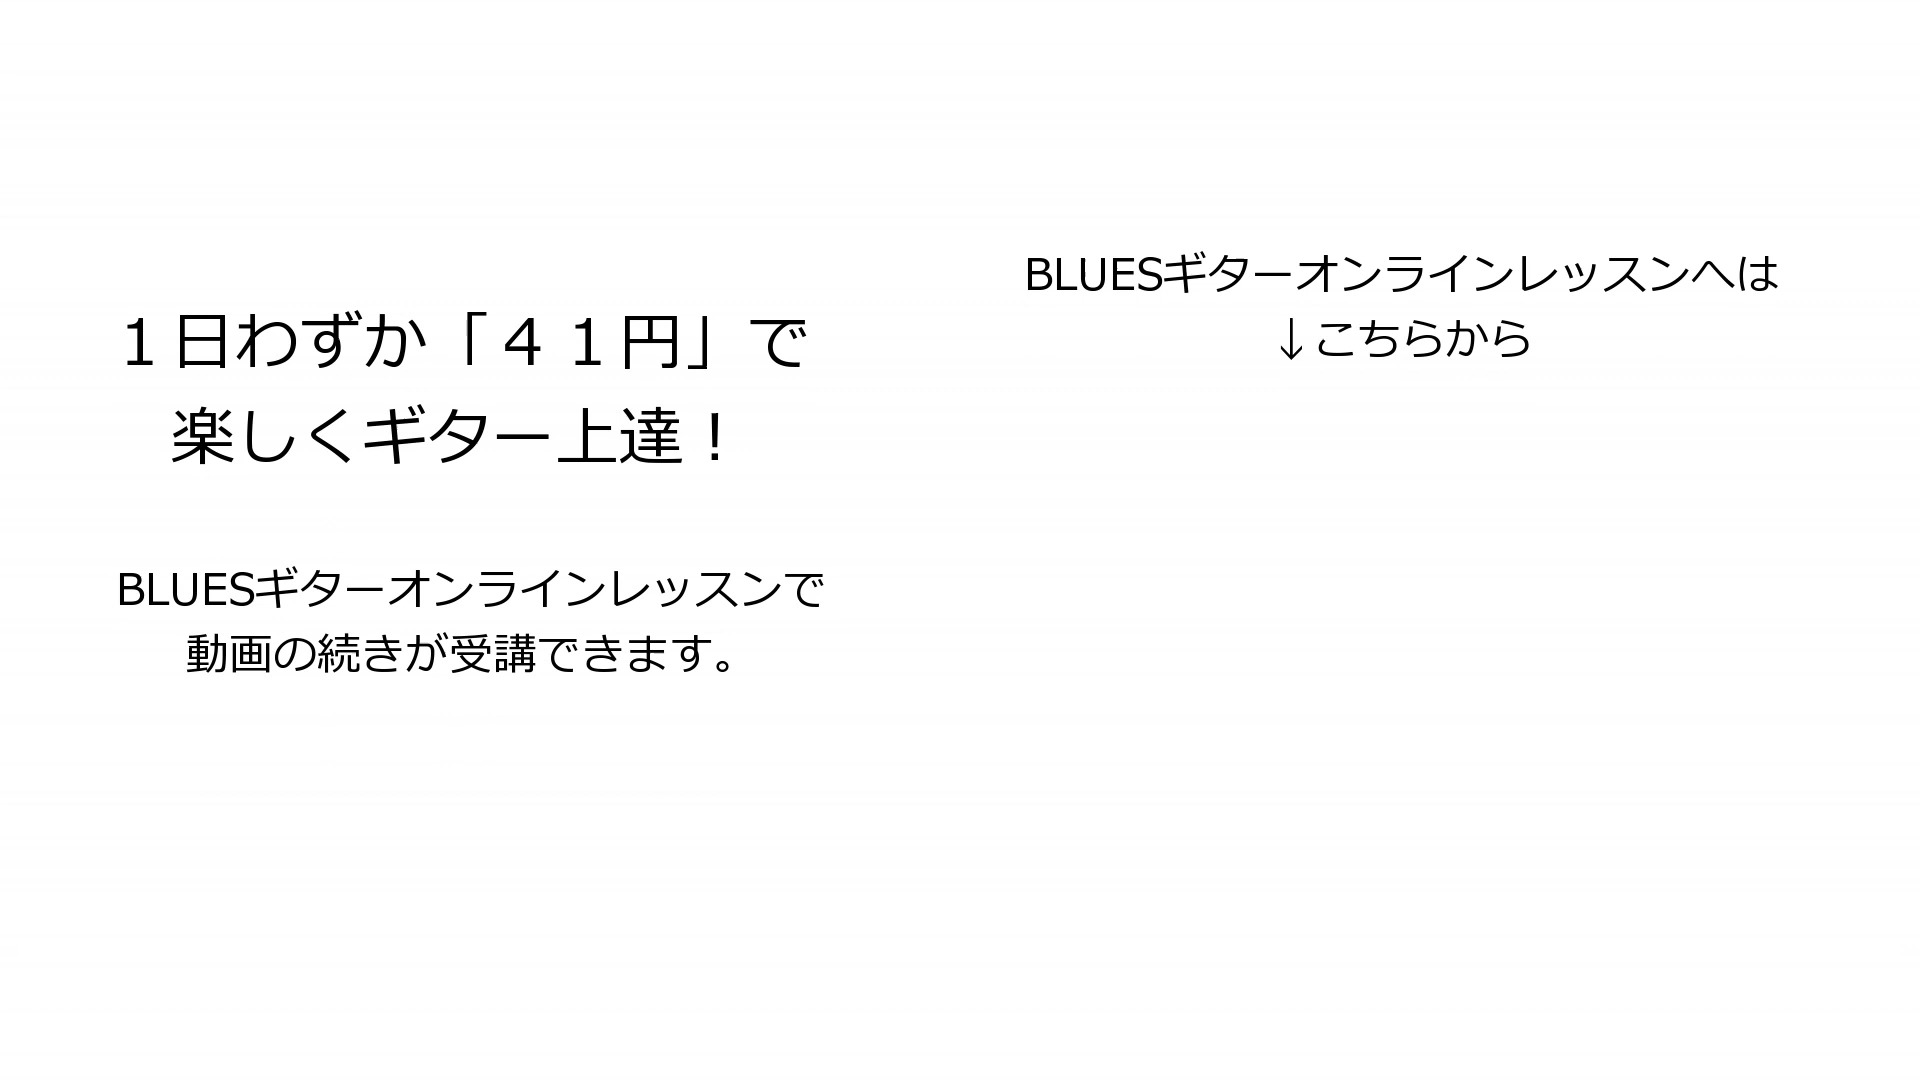 １日わずか「４１円」で
楽しくギター上達！
BLUESギターオンラインレッスンで
動画の続きが受講できます。
BLUESギターオンラインレッスンへは
↓こちらから